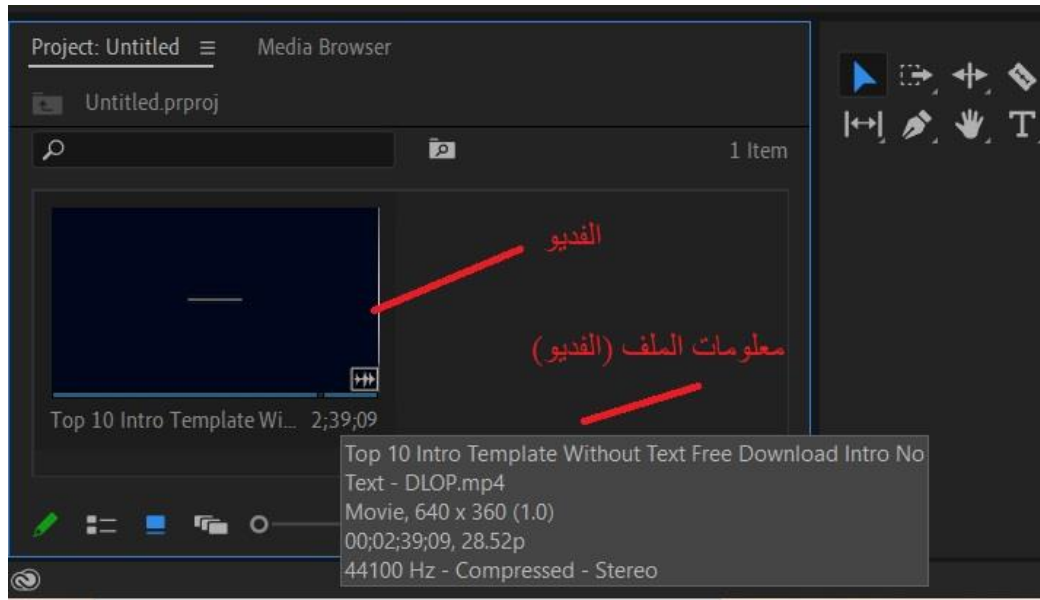 Project: Untitled
Media Browser
Untitled.prproj
1 Item
الفديو
معلومات الملف (الفديو)
Top 10 Intro Template Wi... 2;39;09
Top 10 Intro Template Without Text Free Download Intro No
Text - DLOP.mp4
Movie, 640 x 360 (1.0)
00;02;39;09, 28.52p
44100 Hz - Compressed - Stereo